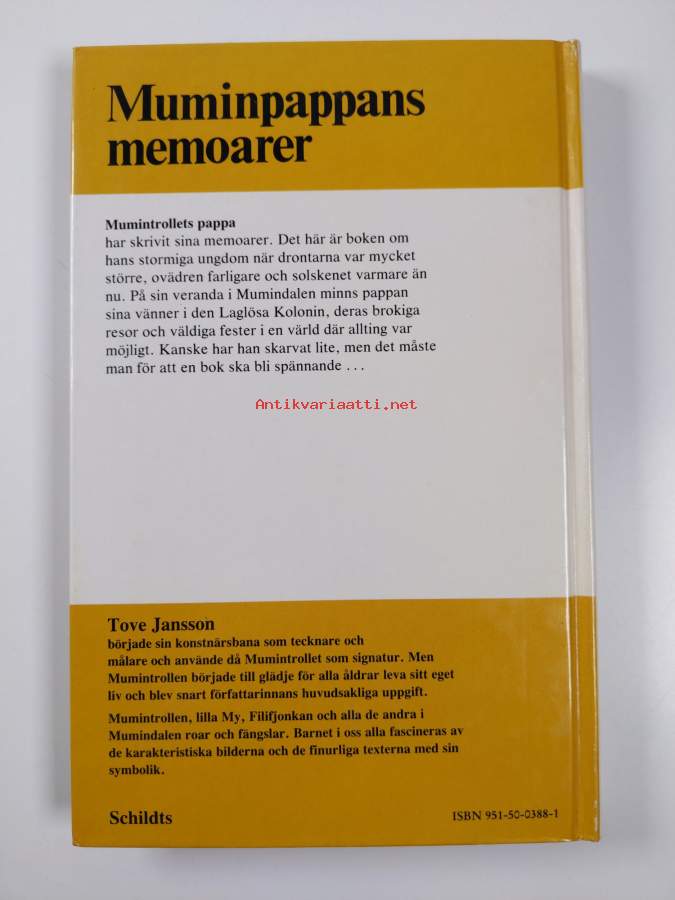 Muminpappans
memoarer
Mumintrollets pappa
har skrivit sina memoarer. Det här är boken om
hans stormiga ungdom när drontarna var mycket
större, ovädren farligare och solskenet varmare än
nu. På sin veranda i Mumindalen minns pappan
sina vänner i den Laglösa Kolonin, deras brokiga
resor och väldiga fester i en värld där allting var
möjligt. Kanske har han skarvat lite, men det måste
man för att en bok ska bli spännande ...
Antikvariaatti.net
Tove Jansson
började sin konstnärsbana som tecknare och
målare och använde då Mumintrollet som signatur. Men
Mumintrollen började till glädje för alla åldrar leva sitt eget
liv och blev snart författarinnans huvudsakliga uppgift.
Mumintrollen, lilla My, Filifjonkan och alla de andra i
Mumindalen roar och fängslar. Barnet i oss alla fascineras av
de karakteristiska bilderna och de finurliga texterna med sin
symbolik.
Schildts
ISBN 951-50-0388-1